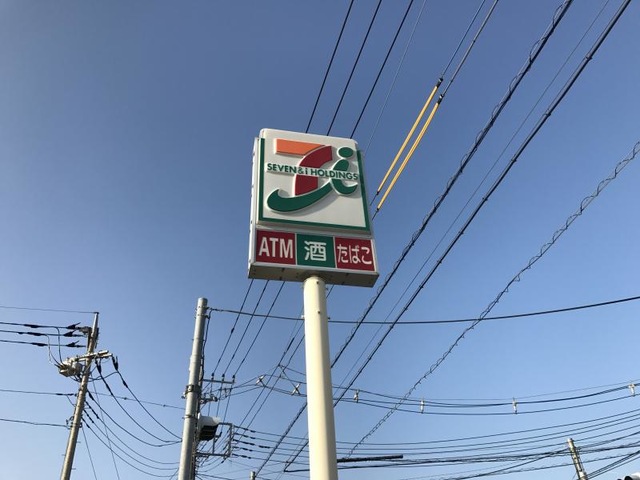 SEVEN&i HOLDINGS
ATM 酒 たばこ